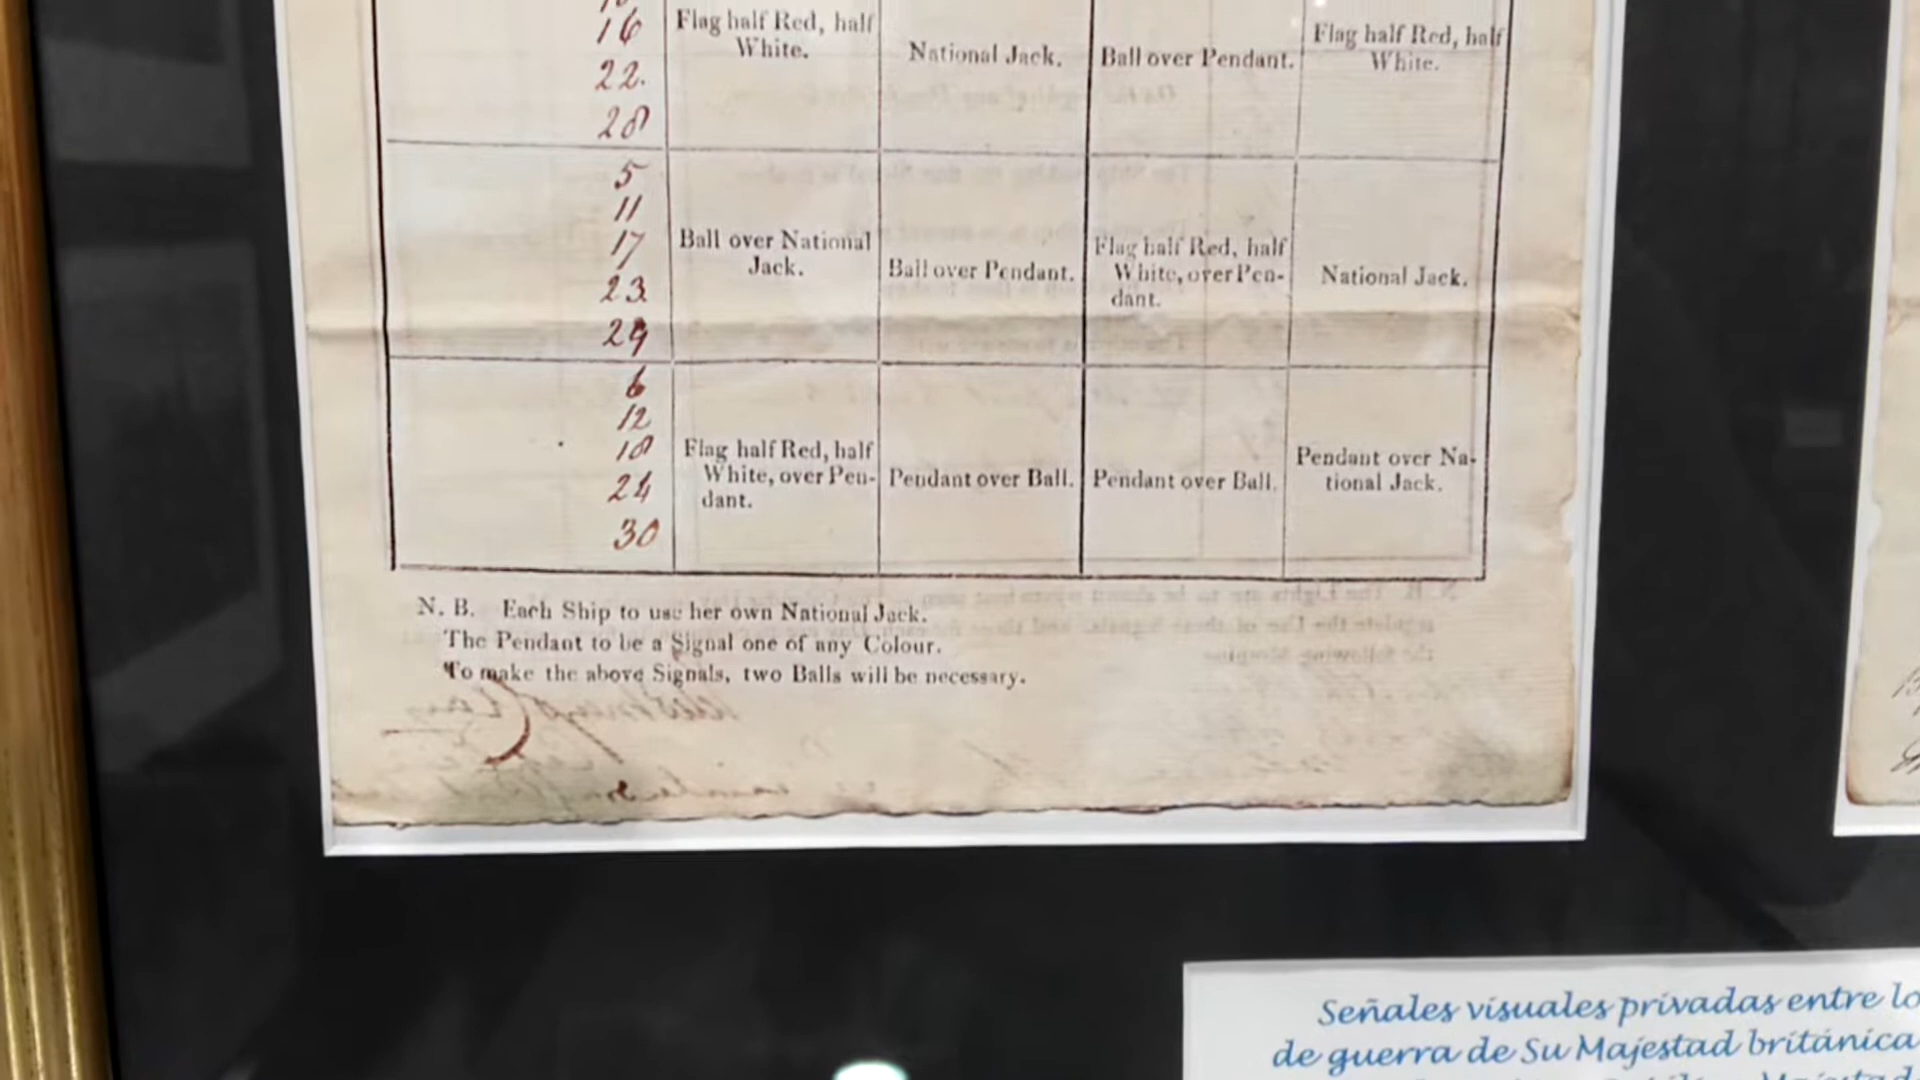 16
22.
28
Flag half Red, half
White.
National Jack.
Ball over Pendant.
Flag half Red, half
White.
5
11
17
23
29
Ball over National
Jack.
Ball over Pendant.
Flag half Red, half
White, over Pen-
dant.
National Jack.
6
12
18
24
30
Flag half Red, half
White, over Pen-
dant.
Pendant over Ball.
Pendant over Ball.
Pendant over Na-
tional Jack.
N. B. Each Ship to use her own National Jack.
The Pendant to be a Signal one of any Colour.
To make the above Signals, two Balls will be necessary.
Señales visuales privadas entre lo
de guerra de Su Majestad británica